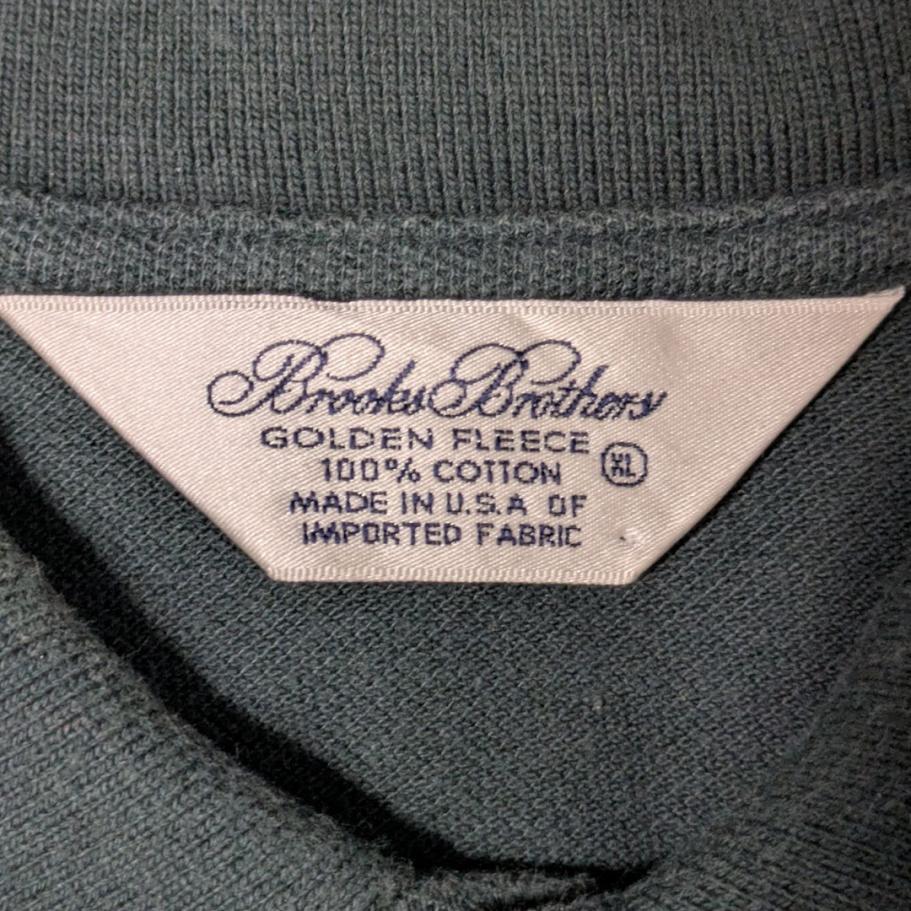 Brooks Brothers
GOLDEN FLEECE
100% COTTON XL
MADE IN U.S.A OF
IMPORTED FABRIC